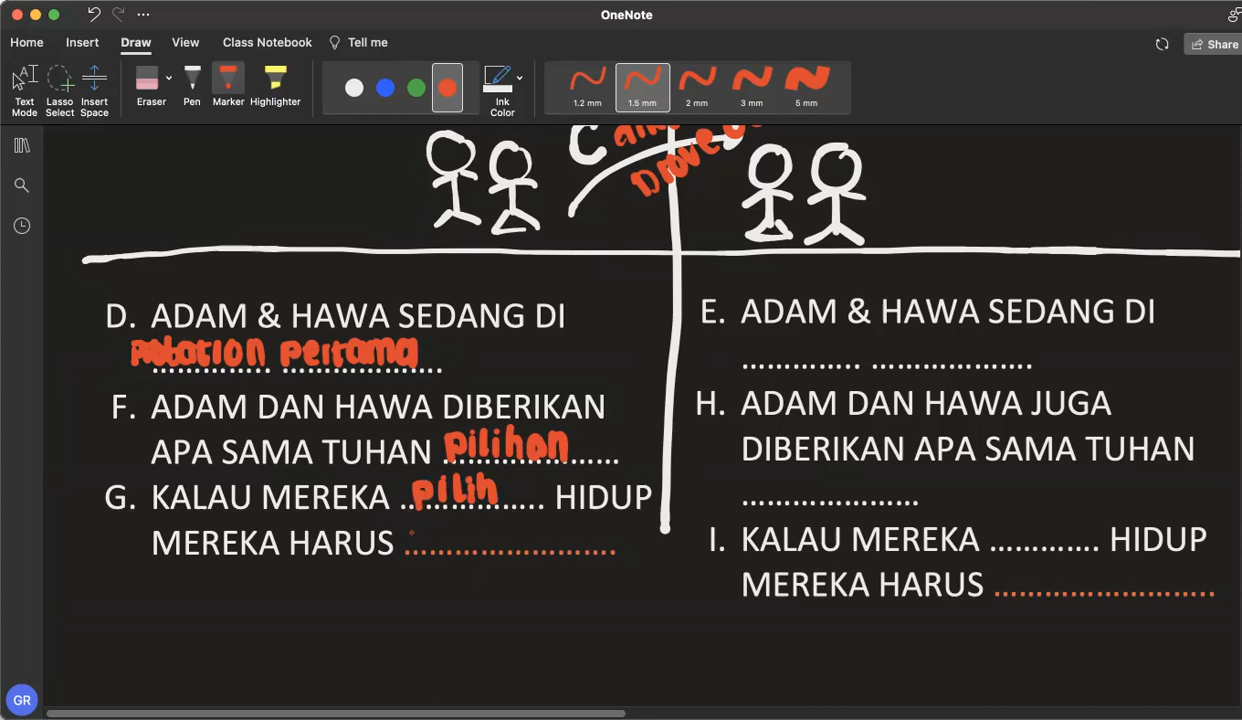 OneNote
Home Insert Draw View Class Notebook Tell me
Share
Text Mode
Lasso Select
Insert Space
Eraser
Pen
Marker
Highlighter
Ink Color
1.2 mm
1.5 mm
2 mm
3 mm
5 mm
D. ADAM & HAWA SEDANG DI
Pertama
F. ADAM DAN HAWA DIBERIKAN
APA SAMA TUHAN pilihan
G. KALAU MEREKA pilih HIDUP
MEREKA HARUS ........................
E. ADAM & HAWA SEDANG DI
.............. ...................
H. ADAM DAN HAWA JUGA
DIBERIKAN APA SAMA TUHAN
.....................
I. KALAU MEREKA ............. HIDUP
MEREKA HARUS ..........................
GR